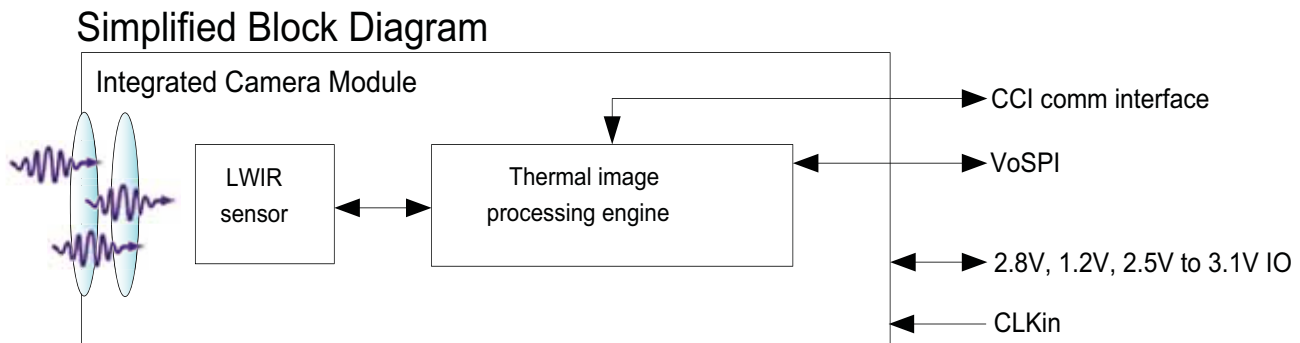 Simplified Block Diagram
Integrated Camera Module
CCI comm interface
LWIR
sensor
Thermal image
processing engine
VoSPI
2.8V, 1.2V, 2.5V to 3.1V IO
CLKin